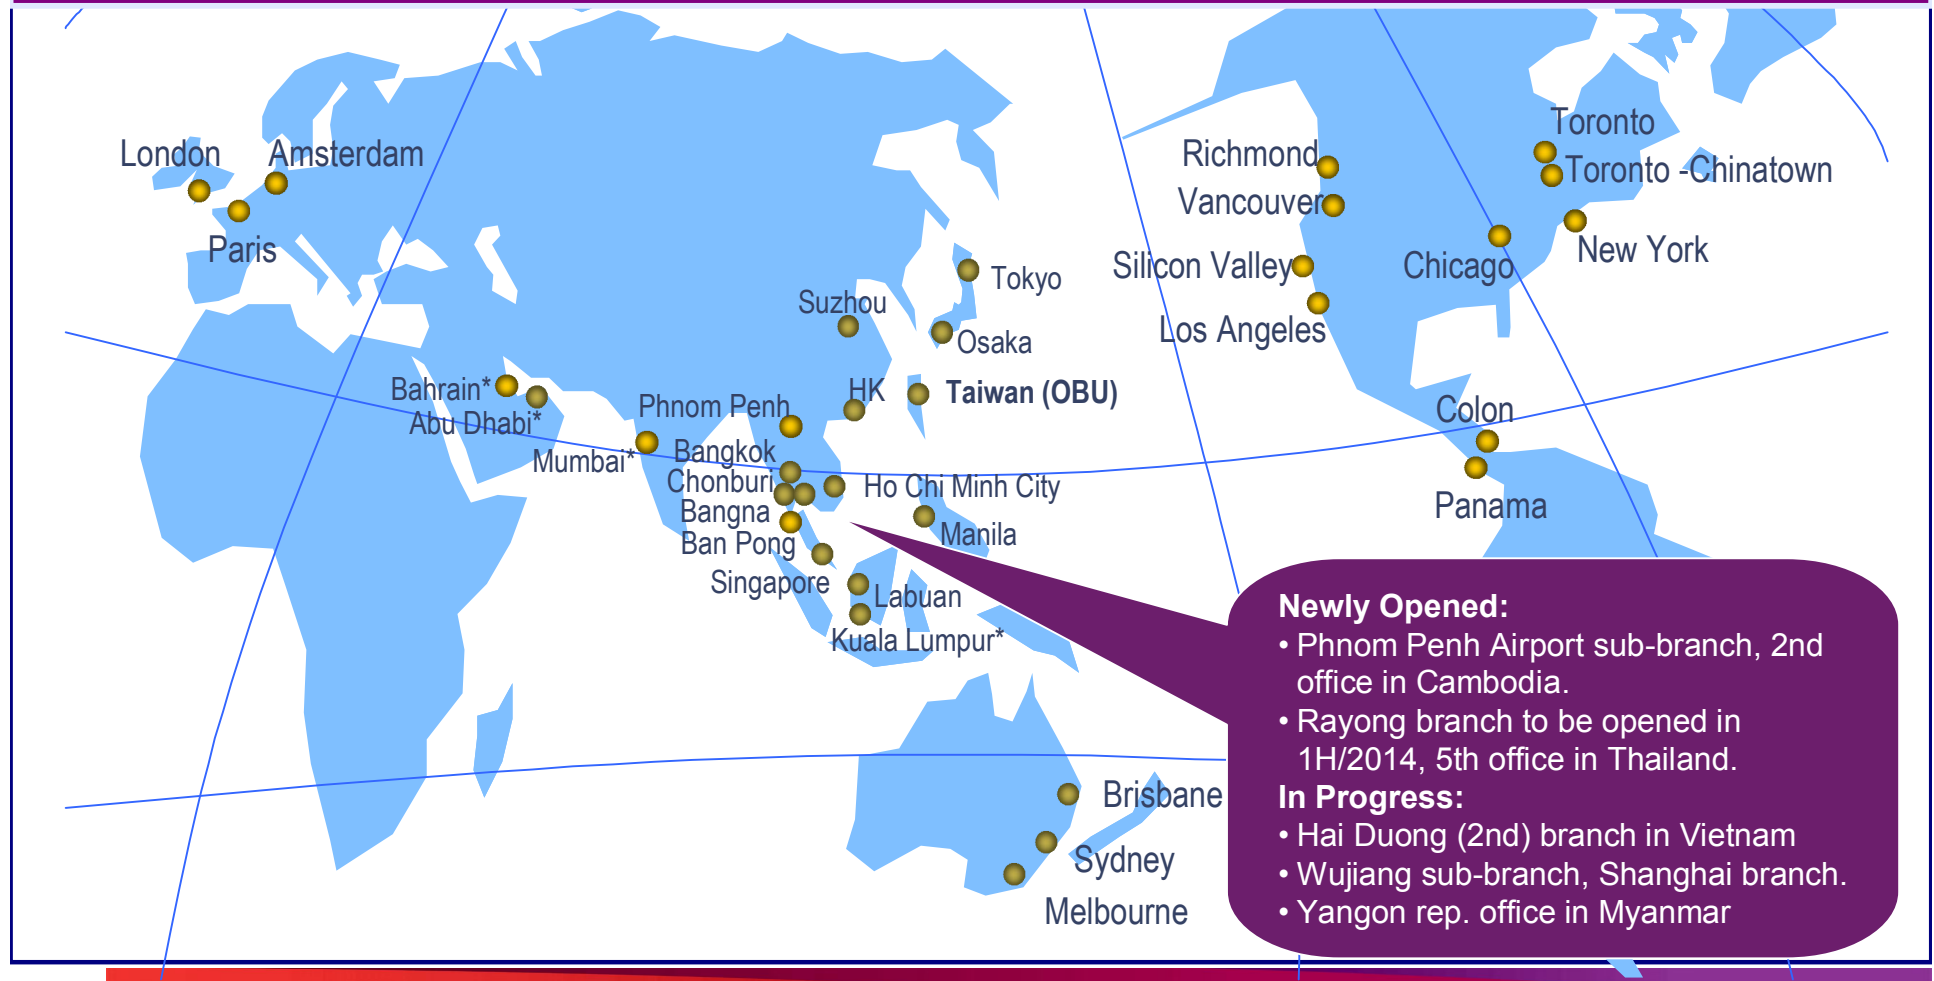 London
Amsterdam
Paris
Toronto
Richmond
Toronto -Chinatown
Vancouver
New York
Silicon Valley
Chicago
Los Angeles
Tokyo
Suzhou
Osaka
Bahrain*
HK
Taiwan (OBU)
Abu Dhabi*
Phnom Penh
Colon
Mumbai*
Bangkok
Chonburi
Ho Chi Minh City
Bangna
Panama
Manila
Ban Pong
Singapore
Labuan
Kuala Lumpur*
Brisbane
Sydney
Melbourne
Newly Opened:
• Phnom Penh Airport sub-branch, 2nd
office in Cambodia.
• Rayong branch to be opened in
1H/2014, 5th office in Thailand.
In Progress:
• Hai Duong (2nd) branch in Vietnam
• Wujiang sub-branch, Shanghai branch.
• Yangon rep. office in Myanmar